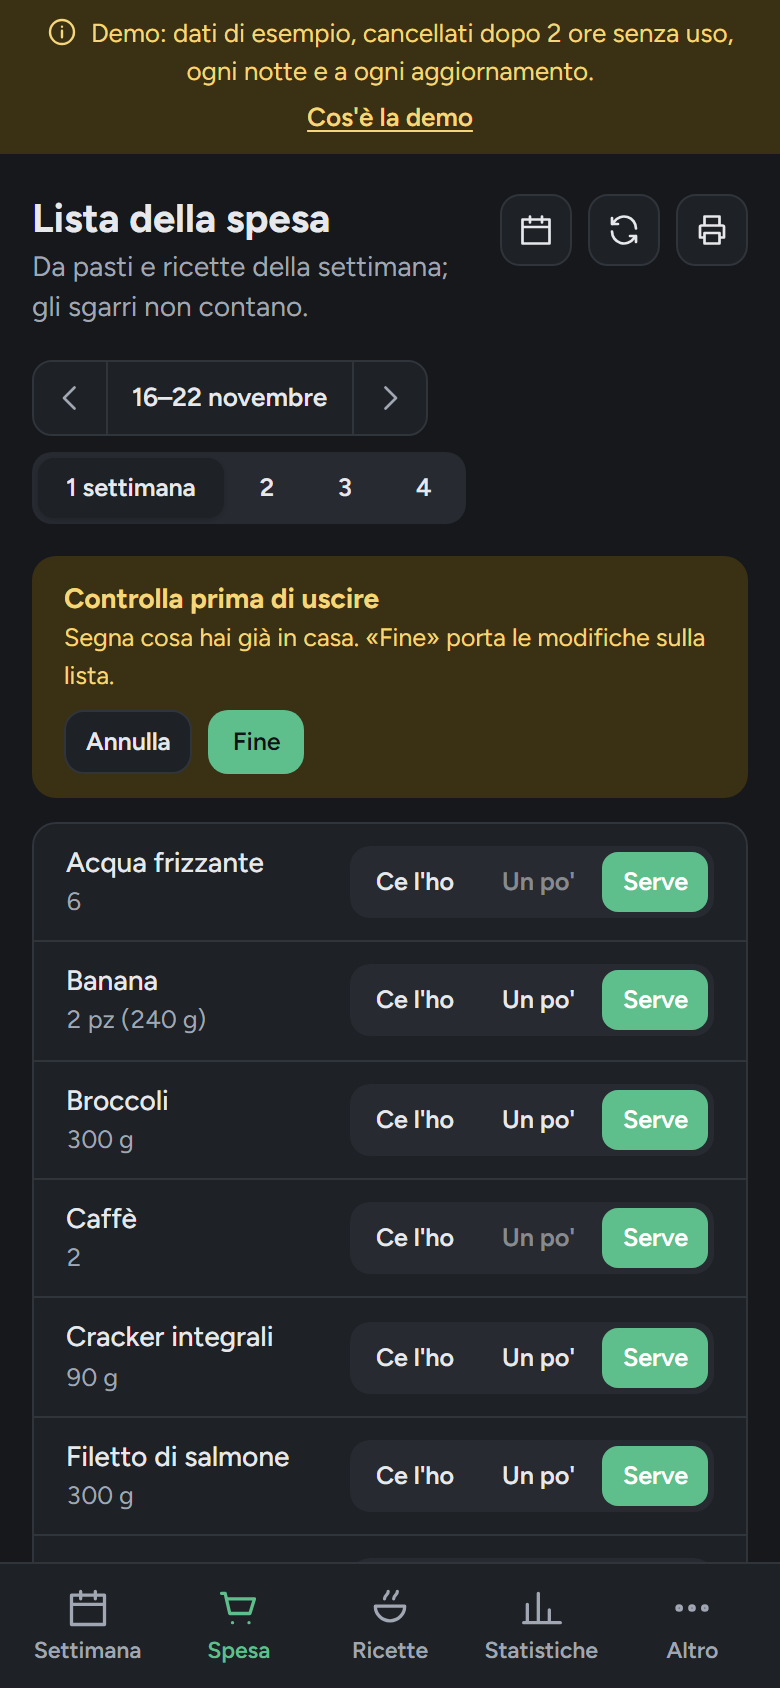 Demo: dati di esempio, cancellati dopo 2 ore senza uso,
ogni notte e a ogni aggiornamento.
Cos'è la demo
Lista della spesa
Da pasti e ricette della settimana;
gli sgarri non contano.
16–22 novembre
1 settimana 2 3 4
Controlla prima di uscire
Segna cosa hai già in casa. «Fine» porta le modifiche sulla
lista.
Annulla Fine
Acqua frizzante
6
Ce l'ho Un po' Serve
Banana
2 pz (240 g)
Ce l'ho Un po' Serve
Broccoli
300 g
Ce l'ho Un po' Serve
Caffè
2
Ce l'ho Un po' Serve
Cracker integrali
90 g
Ce l'ho Un po' Serve
Filetto di salmone
300 g
Ce l'ho Un po' Serve
Settimana Spesa Ricette Statistiche Altro